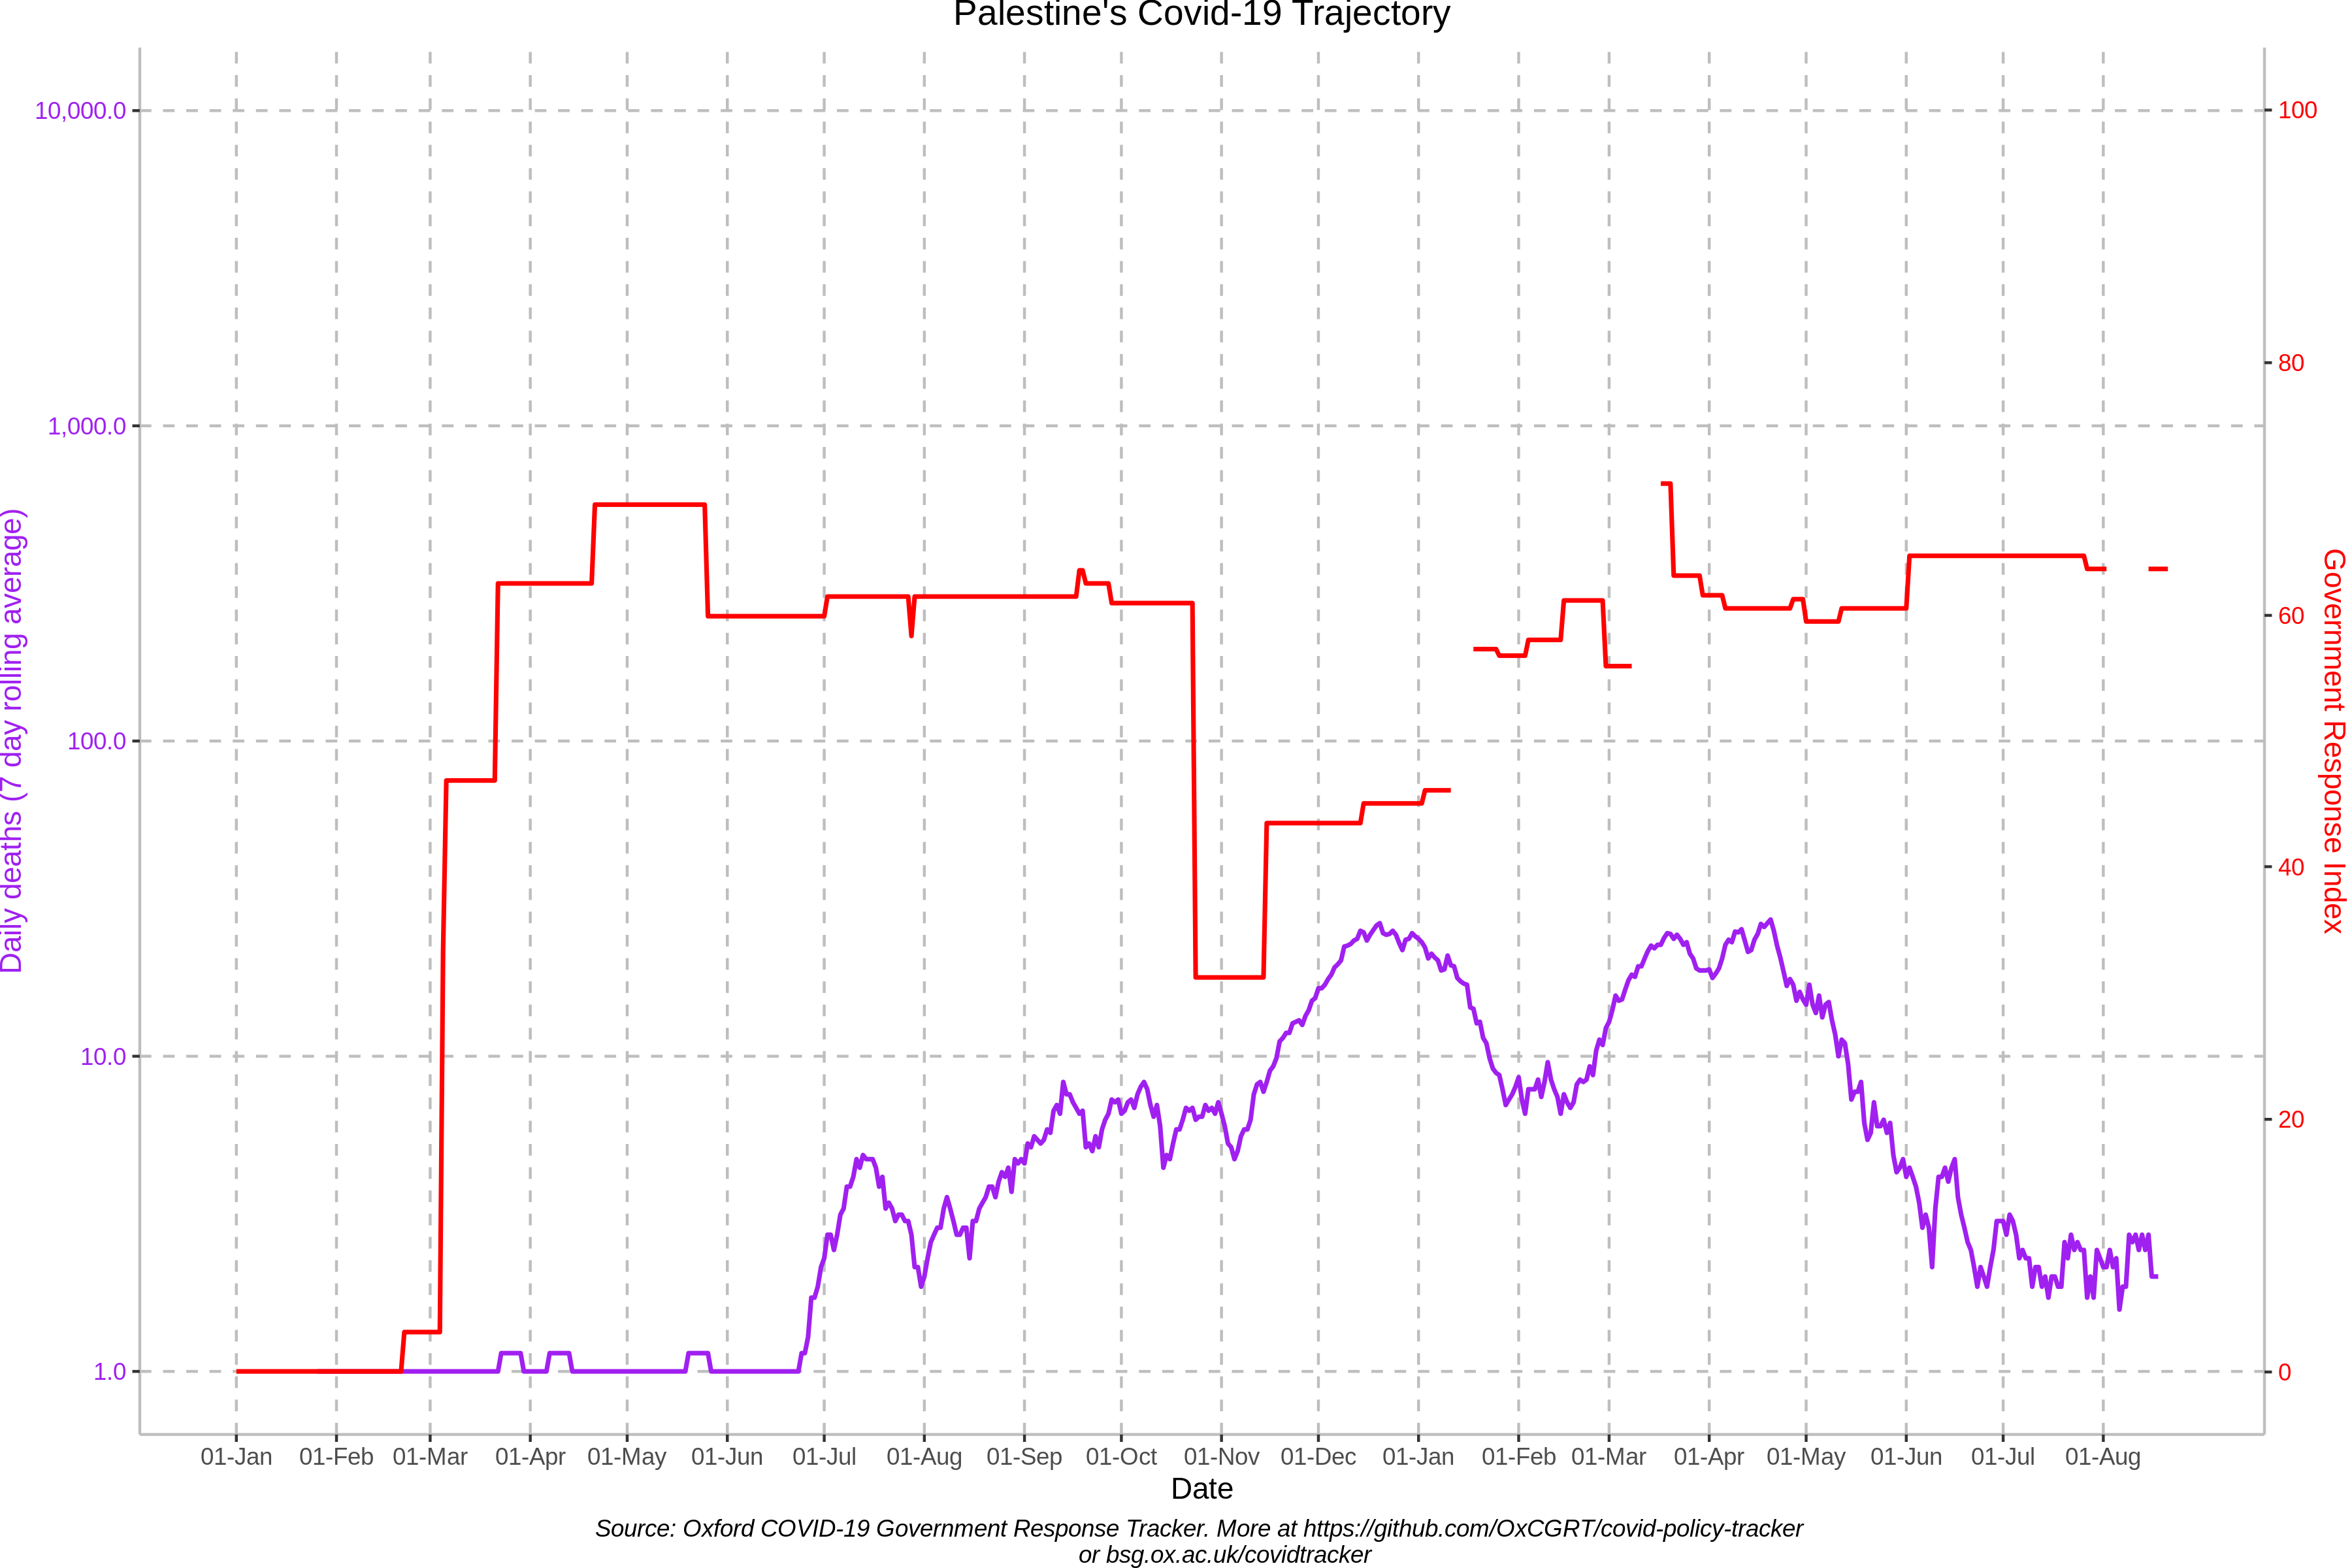 Palestine's Covid-19 Trajectory
10,000.0
1,000.0
100.0
10.0
1.0
Daily deaths (7 day rolling average)
100
80
60
40
20
0
Government Response Index
01-Jan 01-Feb 01-Mar 01-Apr 01-May 01-Jun 01-Jul 01-Aug 01-Sep 01-Oct 01-Nov 01-Dec 01-Jan 01-Feb 01-Mar 01-Apr 01-May 01-Jun 01-Jul 01-Aug
Date
Source: Oxford COVID-19 Government Response Tracker. More at https://github.com/OxCGRT/covid-policy-tracker
or bsg.ox.ac.uk/covidtracker